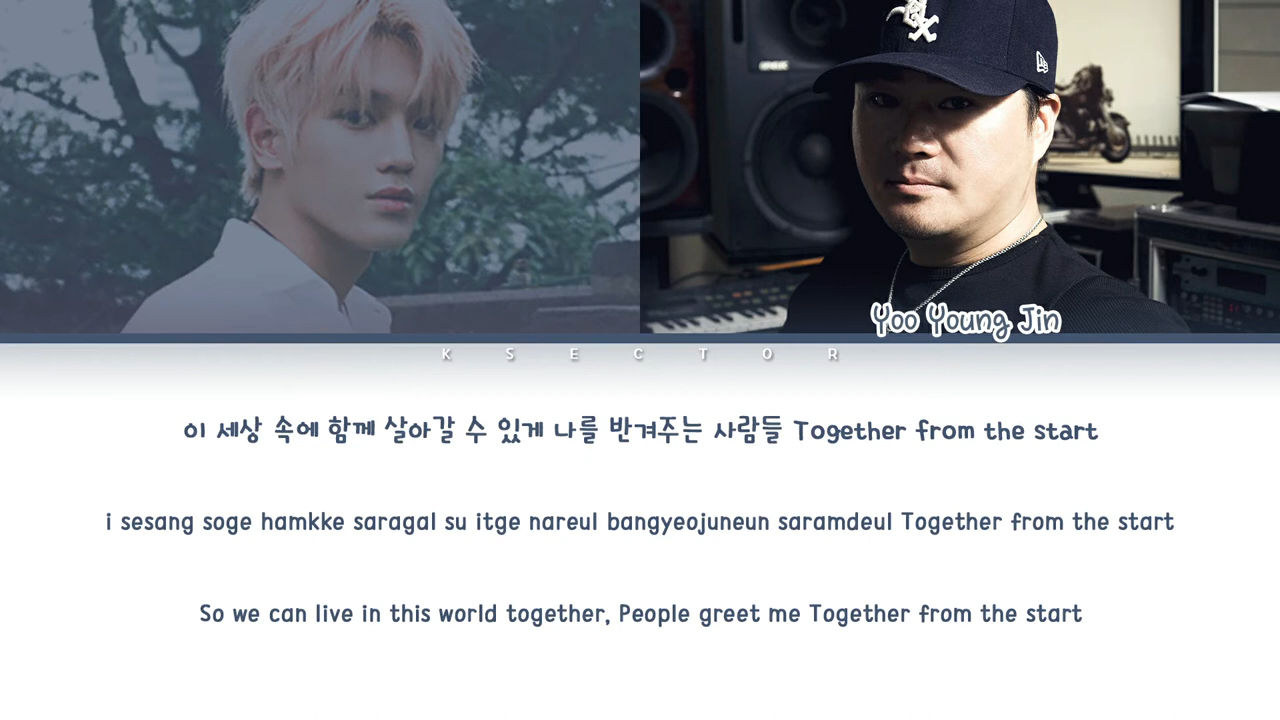 Yoo Young Jin
K S E C T O R
이 세상 속에 함께 살아갈 수 있게 나를 반겨주는 사람들 Together from the start
i sesang soge hamkke saragal su itge nareul bangyeojuneun saramdeul Together from the start
So we can live in this world together, People greet me Together from the start